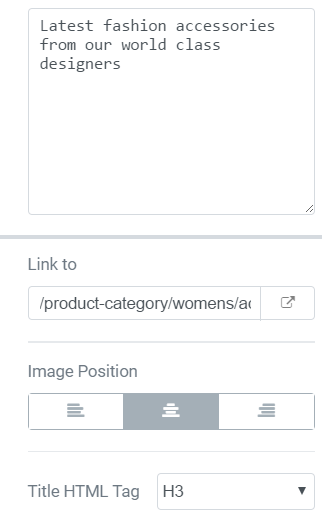 Latest fashion accessories
from our world class
designers
Link to
/product-category/womens/a
Image Position
Title HTML Tag H3